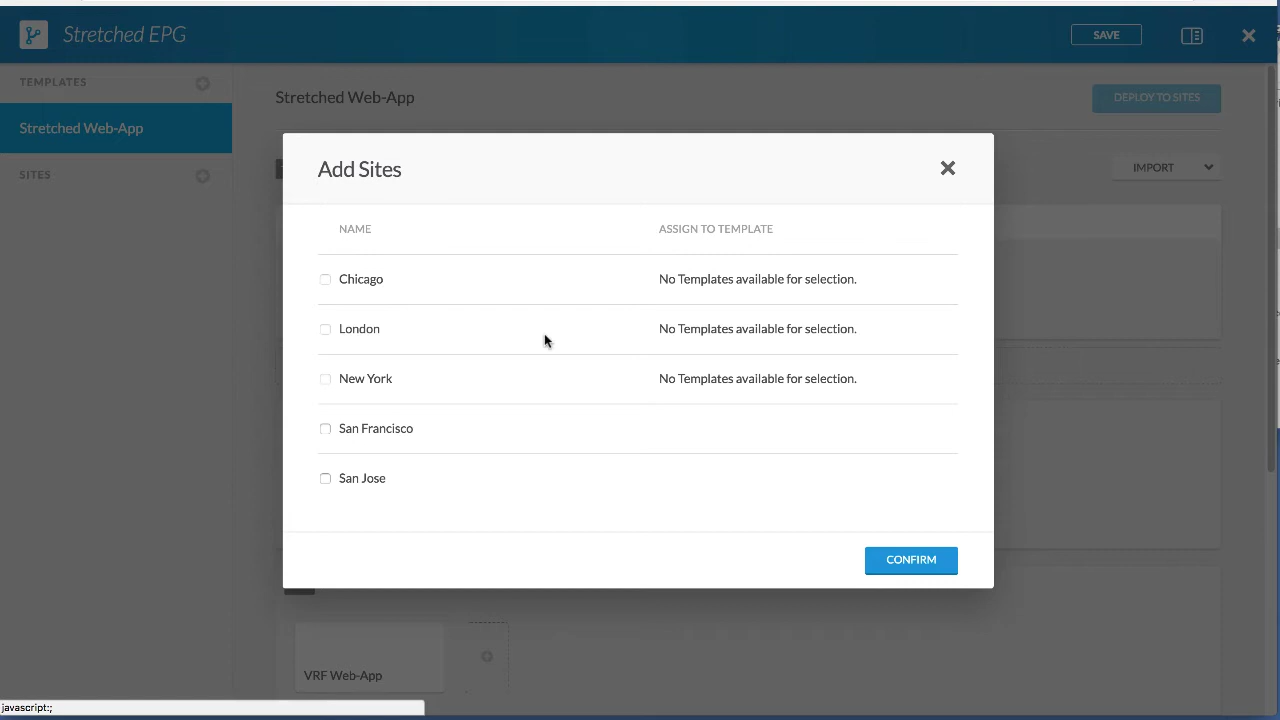 Stretched EPG
SAVE
TEMPLATES
Stretched Web-App
DEPLOY TO SITES
Stretched Web-App
SITES
IMPORT
Add Sites
NAME
ASSIGN TO TEMPLATE
Chicago
No Templates available for selection.
London
No Templates available for selection.
New York
No Templates available for selection.
San Francisco
San Jose
CONFIRM
VRF Web-App
javascript:;